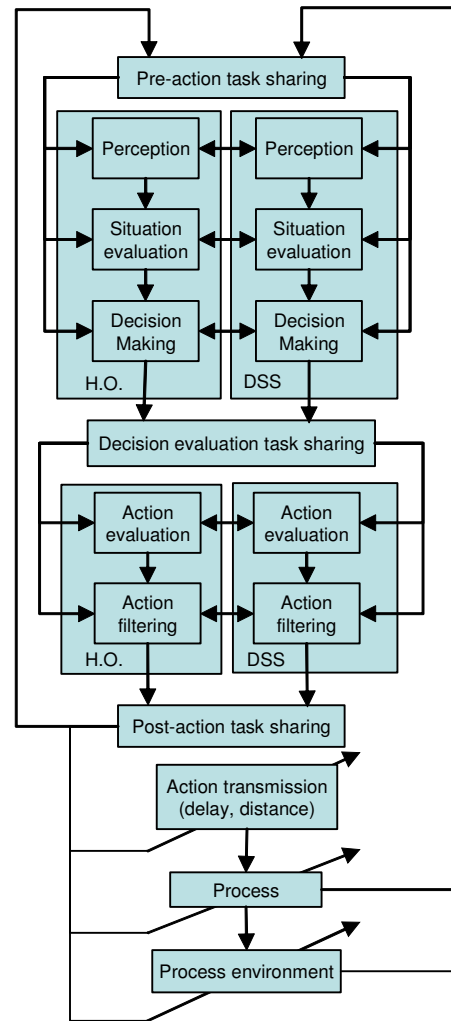 Pre-action task sharing
Perception
Perception
Situation
evaluation
Situation
evaluation
Decision
Making
Decision
Making
H.O.
DSS
Decision evaluation task sharing
Action
evaluation
Action
evaluation
Action
filtering
Action
filtering
H.O.
DSS
Post-action task sharing
Action transmission
(delay, distance)
Process
Process environment